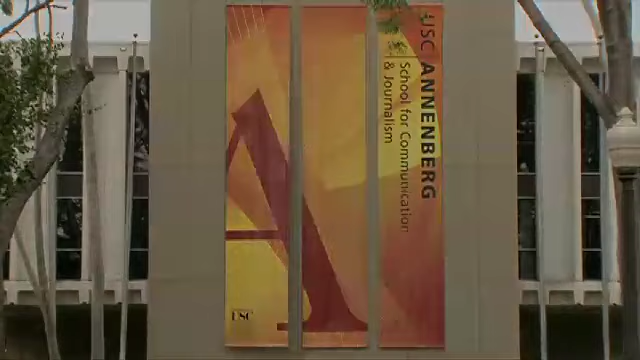 USC ANNENBERG
School for Communication
& Journalism
A
USC